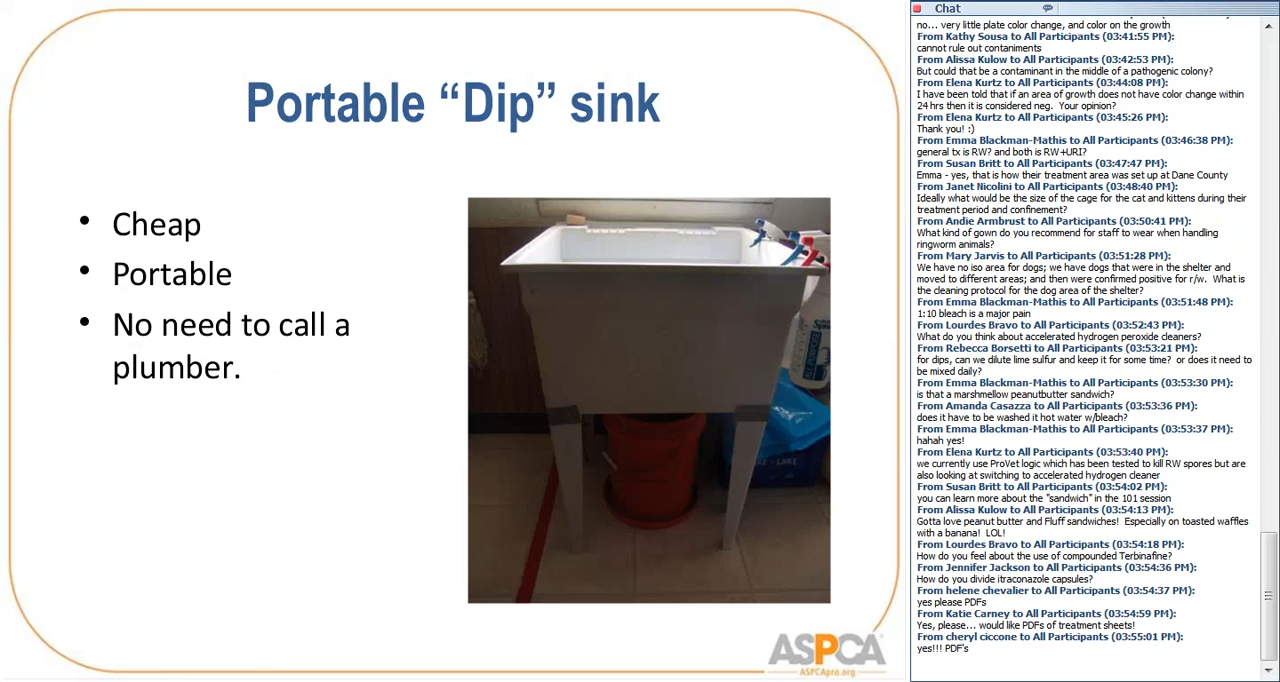 Portable “Dip” sink
• Cheap
• Portable
• No need to call a
plumber.
ASPCA
ASPCApro.org
Chat
no... very little plate color change, and color on the growth
From Kathy Sousa to All Participants (03:41:55 PM):
cannot rule out contaniments
From Alissa Kulow to All Participants (03:42:53 PM):
But could that be a contaminant in the middle of a pathogenic colony?
From Elena Kurtz to All Participants (03:44:08 PM):
I have been told that if an area of growth does not have color change within
24 hrs then it is considered neg.  Your opinion?
From Elena Kurtz to All Participants (03:45:26 PM):
Thank you! :)
From Emma Blackman-Mathis to All Participants (03:46:38 PM):
general tx is RW? and both is RW+URI?
From Susan Britt to All Participants (03:47:47 PM):
Emma - yes, that is how their treatment area was set up at Dane County
From Janet Nicolini to All Participants (03:48:40 PM):
Ideally what would be the size of the cage for the cat and kittens during their
treatment period and confinement?
From Andie Armbrust to All Participants (03:50:41 PM):
What kind of gown do you recommend for staff to wear when handling
ringworm animals?
From Mary Jarvis to All Participants (03:51:28 PM):
We have no iso area for dogs; we have dogs that were in the shelter and
moved to different areas; and then were confirmed positive for r/w.  What is
the cleaning protocol for the dog area of the shelter?
From Emma Blackman-Mathis to All Participants (03:51:48 PM):
1:10 bleach is a major pain
From Lourdes Bravo to All Participants (03:52:43 PM):
What do you think about accelerated hydrogen peroxide cleaners?
From Rebecca Borsetti to All Participants (03:53:21 PM):
for dips, can we dilute lime sulfur and keep it for some time?  or does it need to
be mixed daily?
From Emma Blackman-Mathis to All Participants (03:53:30 PM):
is that a marshmellow peanutbutter sandwich?
From Amanda Casazza to All Participants (03:53:36 PM):
does it have to be washed it hot water w/bleach?
From Emma Blackman-Mathis to All Participants (03:53:37 PM):
hahah yes!
From Elena Kurtz to All Participants (03:53:40 PM):
we currently use ProVet logic which has been tested to kill RW spores but are
also looking at switching to accelerated hydrogen cleaner
From Susan Britt to All Participants (03:54:02 PM):
you can learn more about the "sandwich" in the 101 session
From Alissa Kulow to All Participants (03:54:13 PM):
Gotta love peanut butter and Fluff sandwiches!  Especially on toasted waffles
with a banana!  LOL!
From Lourdes Bravo to All Participants (03:54:18 PM):
How do you feel about the use of compounded Terbinafine?
From Jennifer Jackson to All Participants (03:54:36 PM):
How do you divide itraconazole capsules?
From helene chevalier to All Participants (03:54:37 PM):
yes please PDFs
From Katie Carney to All Participants (03:54:59 PM):
Yes, please... would like PDFs of treatment sheets!
From cheryl ciccone to All Participants (03:55:01 PM):
yes!!! PDF's